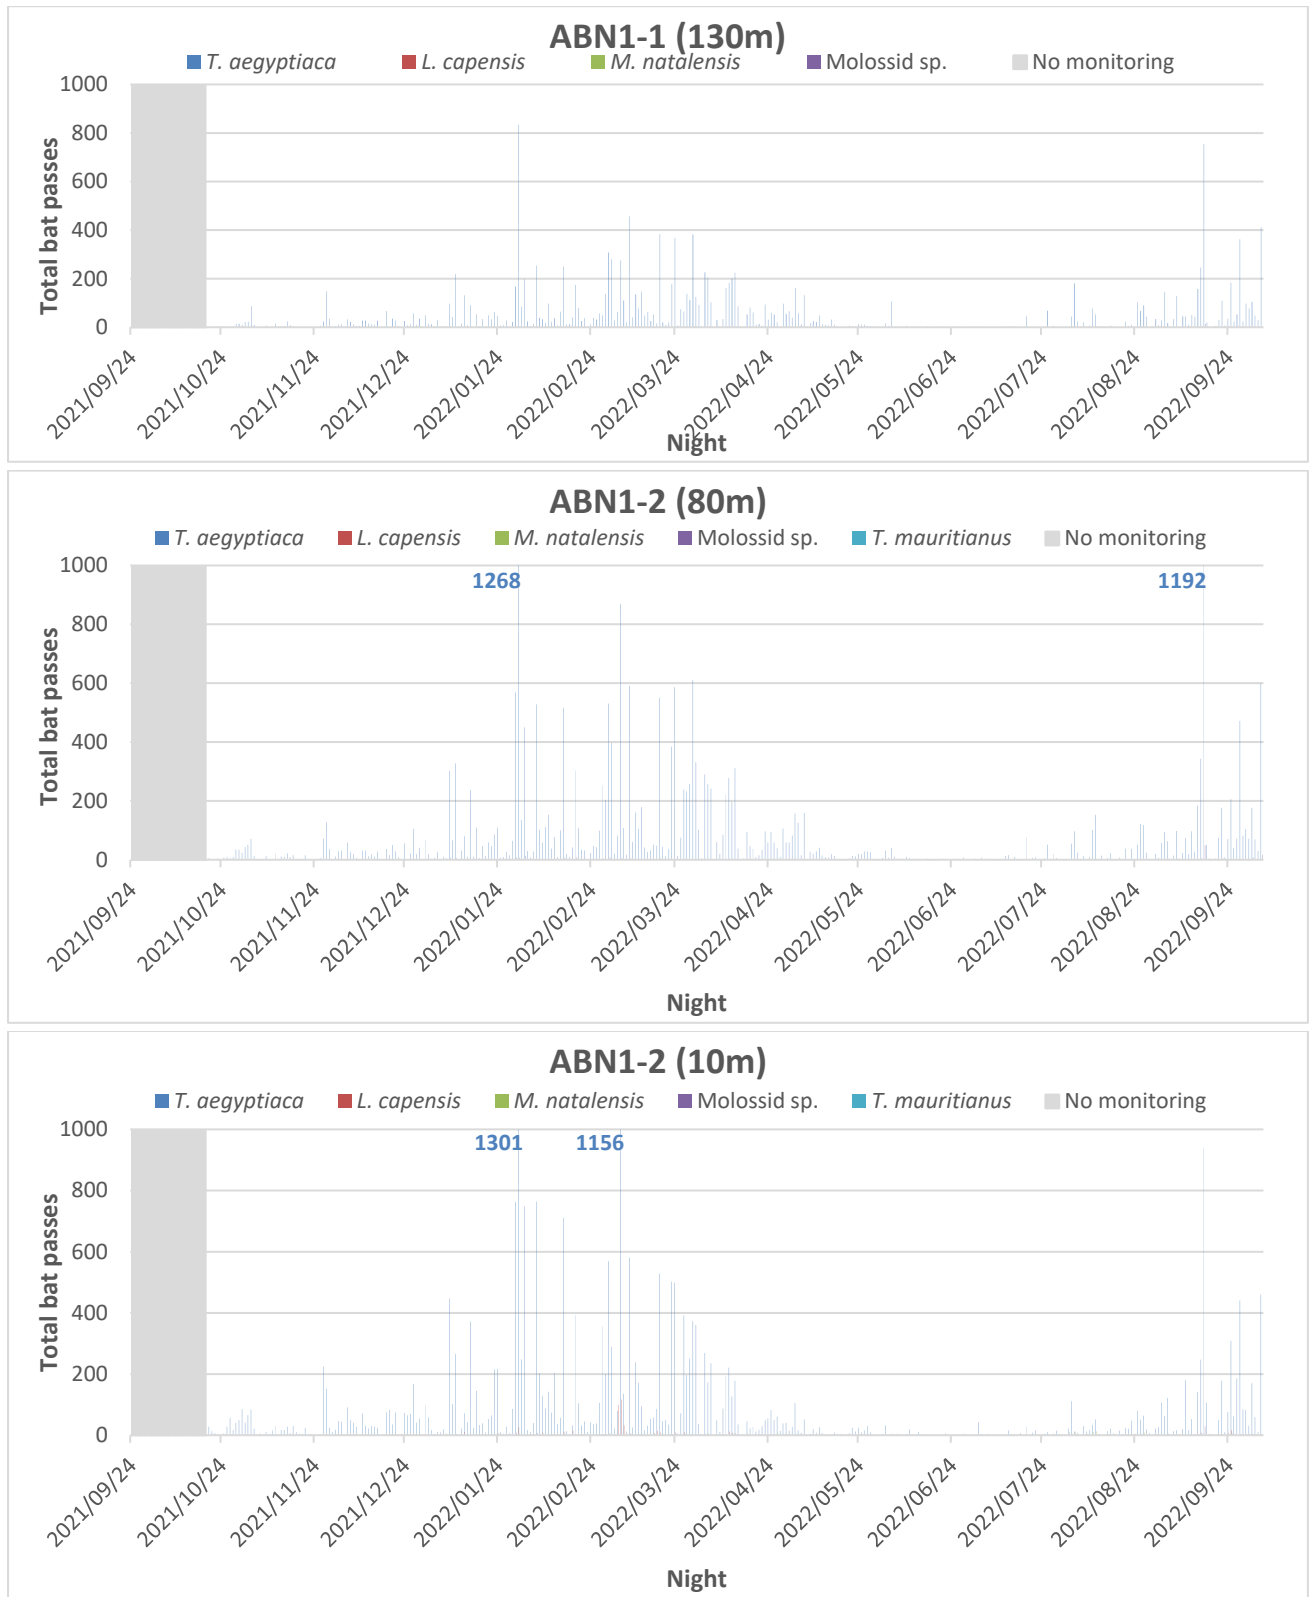 ABN1-1 (130m)
T. aegyptiaca L. capensis M. natalensis Molossid sp. No monitoring
Total bat passes
1000
800
600
400
200
0
2021/09/24 2021/10/24 2021/11/24 2021/12/24 2022/01/24 2022/02/24 2022/03/24 2022/04/24 2022/05/24 2022/06/24 2022/07/24 2022/08/24 2022/09/24
Night
ABN1-2 (80m)
T. aegyptiaca L. capensis M. natalensis Molossid sp. T. mauritianus No monitoring
Total bat passes
1000
1268 1192
800
600
400
200
0
2021/09/24 2021/10/24 2021/11/24 2021/12/24 2022/01/24 2022/02/24 2022/03/24 2022/04/24 2022/05/24 2022/06/24 2022/07/24 2022/08/24 2022/09/24
Night
ABN1-2 (10m)
T. aegyptiaca L. capensis M. natalensis Molossid sp. T. mauritianus No monitoring
Total bat passes
1000
1301 1156
800
600
400
200
0
2021/09/24 2021/10/24 2021/11/24 2021/12/24 2022/01/24 2022/02/24 2022/03/24 2022/04/24 2022/05/24 2022/06/24 2022/07/24 2022/08/24 2022/09/24
Night